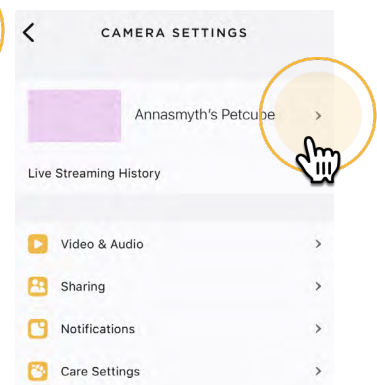 CAMERA SETTINGS
Annasmyth's Petcube
Live Streaming History
Video & Audio
Sharing
Notifications
Care Settings